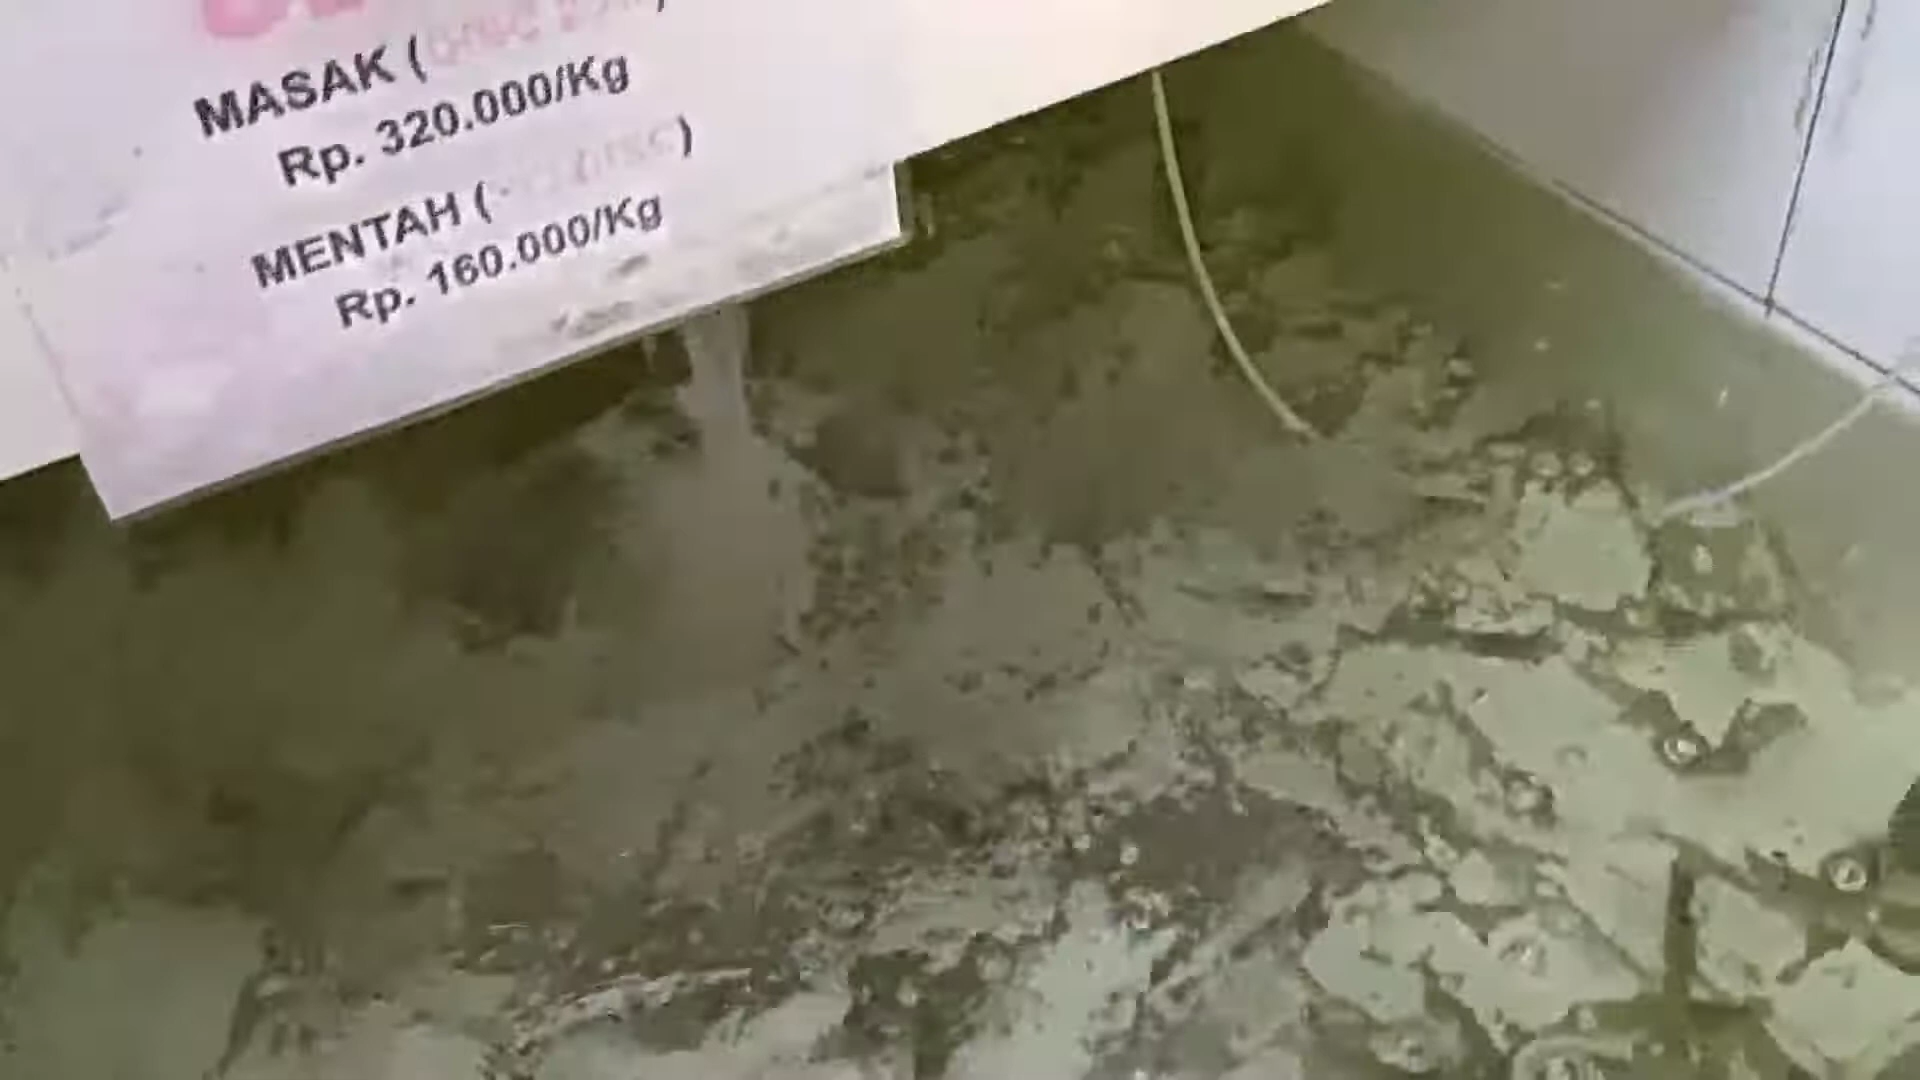 MASAK (
Rp. 320.000/Kg
MENTAH (
)
Rp. 160.000/Kg